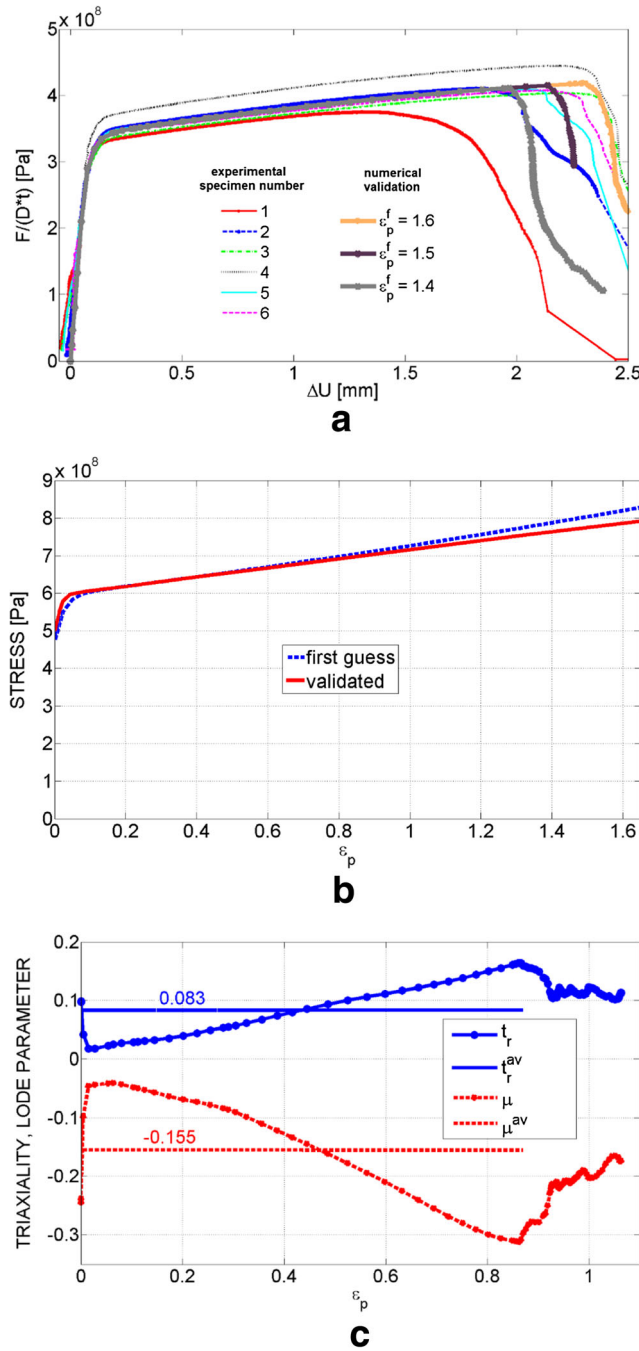 5 × 10⁸
4
3
2
1
0
F/(D*t) [Pa]
experimental
specimen number
1
2
3
4
5
6
numerical
validation
ε_p^f = 1.6
ε_p^f = 1.5
ε_p^f = 1.4
0 0.5 1 1.5 2 2.5
ΔU [mm]
a
9 × 10⁸
8
7
6
5
4
3
2
1
0
STRESS [Pa]
first guess
validated
0 0.2 0.4 0.6 0.8 1 1.2 1.4 1.6
ε_p
b
0.2
0.1
0
-0.1
-0.2
-0.3
TRIAXIALITY, LODE PARAMETER
0.083
-0.155
t_r
t_r^av
μ
μ^av
0 0.2 0.4 0.6 0.8 1
ε_p
c